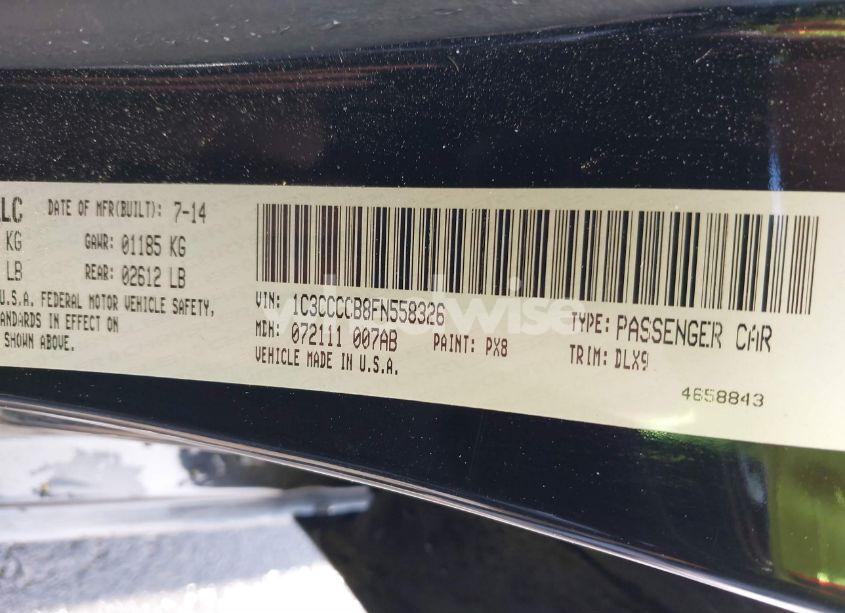 LLC DATE OF MFR(BUILT): 7-14
KG GAWR: 01185 KG
LB REAR: 02612 LB
U.S.A. FEDERAL MOTOR VEHICLE SAFETY,
STANDARDS IN EFFECT ON
SHOWN ABOVE.
VIN: 1C3CCCCB8FN558326 TYPE: PASSENGER CAR
MDH: 072111 007AB PAINT: PX8 TRIM: DLX9
VEHICLE MADE IN U.S.A.
4658843